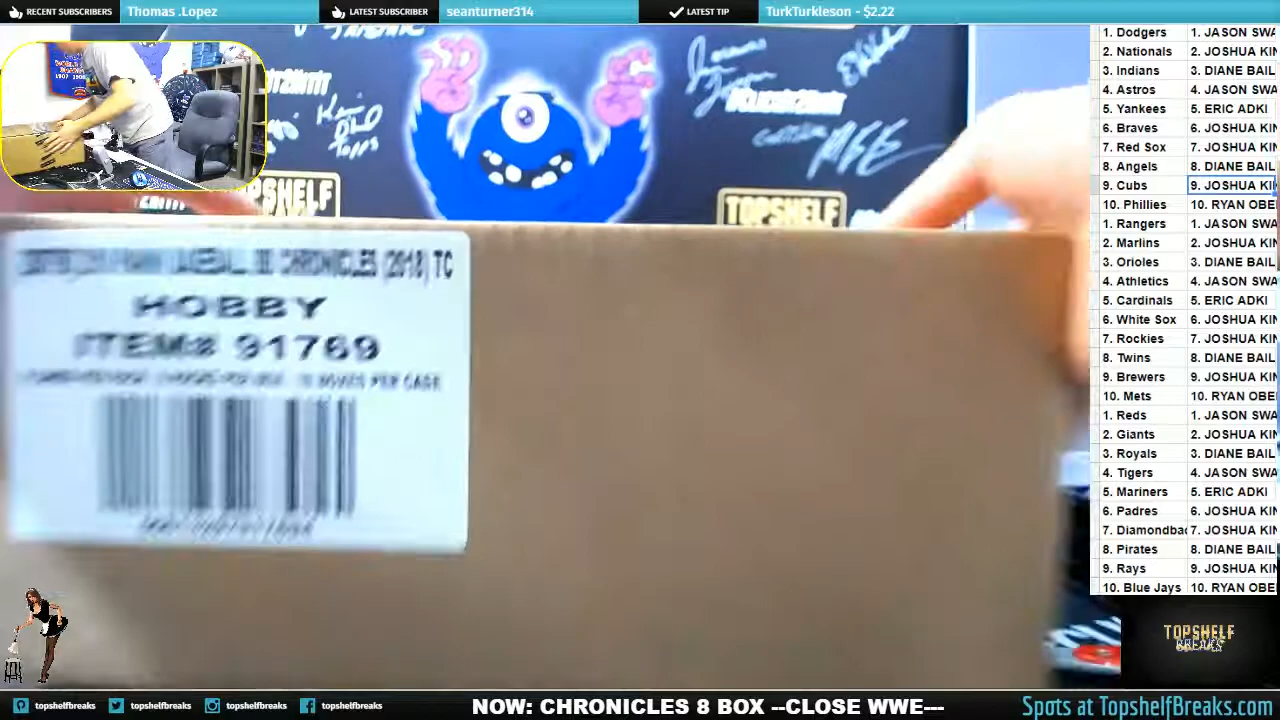 RECENT SUBSCRIBERS
Thomas .Lopez
LATEST SUBSCRIBER
seanturner314
LATEST TIP
TurkTurkleson - $2.22
TOPSHELF
TOPSHELF
CHRONICLES (2018) TC
HOBBY
ITEM# 91769
BOXES PER CASE
1. Dodgers 1. JASON SWA
2. Nationals 2. JOSHUA KIN
3. Indians 3. DIANE BAIL
4. Astros 4. JASON SWA
5. Yankees 5. ERIC ADKI
6. Braves 6. JOSHUA KIN
7. Red Sox 7. JOSHUA KIN
8. Angels 8. DIANE BAIL
9. Cubs 9. JOSHUA KIN
10. Phillies 10. RYAN OBE
1. Rangers 1. JASON SWA
2. Marlins 2. JOSHUA KIN
3. Orioles 3. DIANE BAIL
4. Athletics 4. JASON SWA
5. Cardinals 5. ERIC ADKI
6. White Sox 6. JOSHUA KIN
7. Rockies 7. JOSHUA KIN
8. Twins 8. DIANE BAIL
9. Brewers 9. JOSHUA KIN
10. Mets 10. RYAN OBE
1. Reds 1. JASON SWA
2. Giants 2. JOSHUA KIN
3. Royals 3. DIANE BAIL
4. Tigers 4. JASON SWA
5. Mariners 5. ERIC ADKI
6. Padres 6. JOSHUA KIN
7. Diamondbac 7. JOSHUA KIN
8. Pirates 8. DIANE BAIL
9. Rays 9. JOSHUA KIN
10. Blue Jays 10. RYAN OBE
TOPSHELF
BREAKS
topshelfbreaks
topshelfbreaks
topshelfbreaks
topshelfbreaks
NOW: CHRONICLES 8 BOX --CLOSE WWE---
Spots at TopshelfBreaks.com